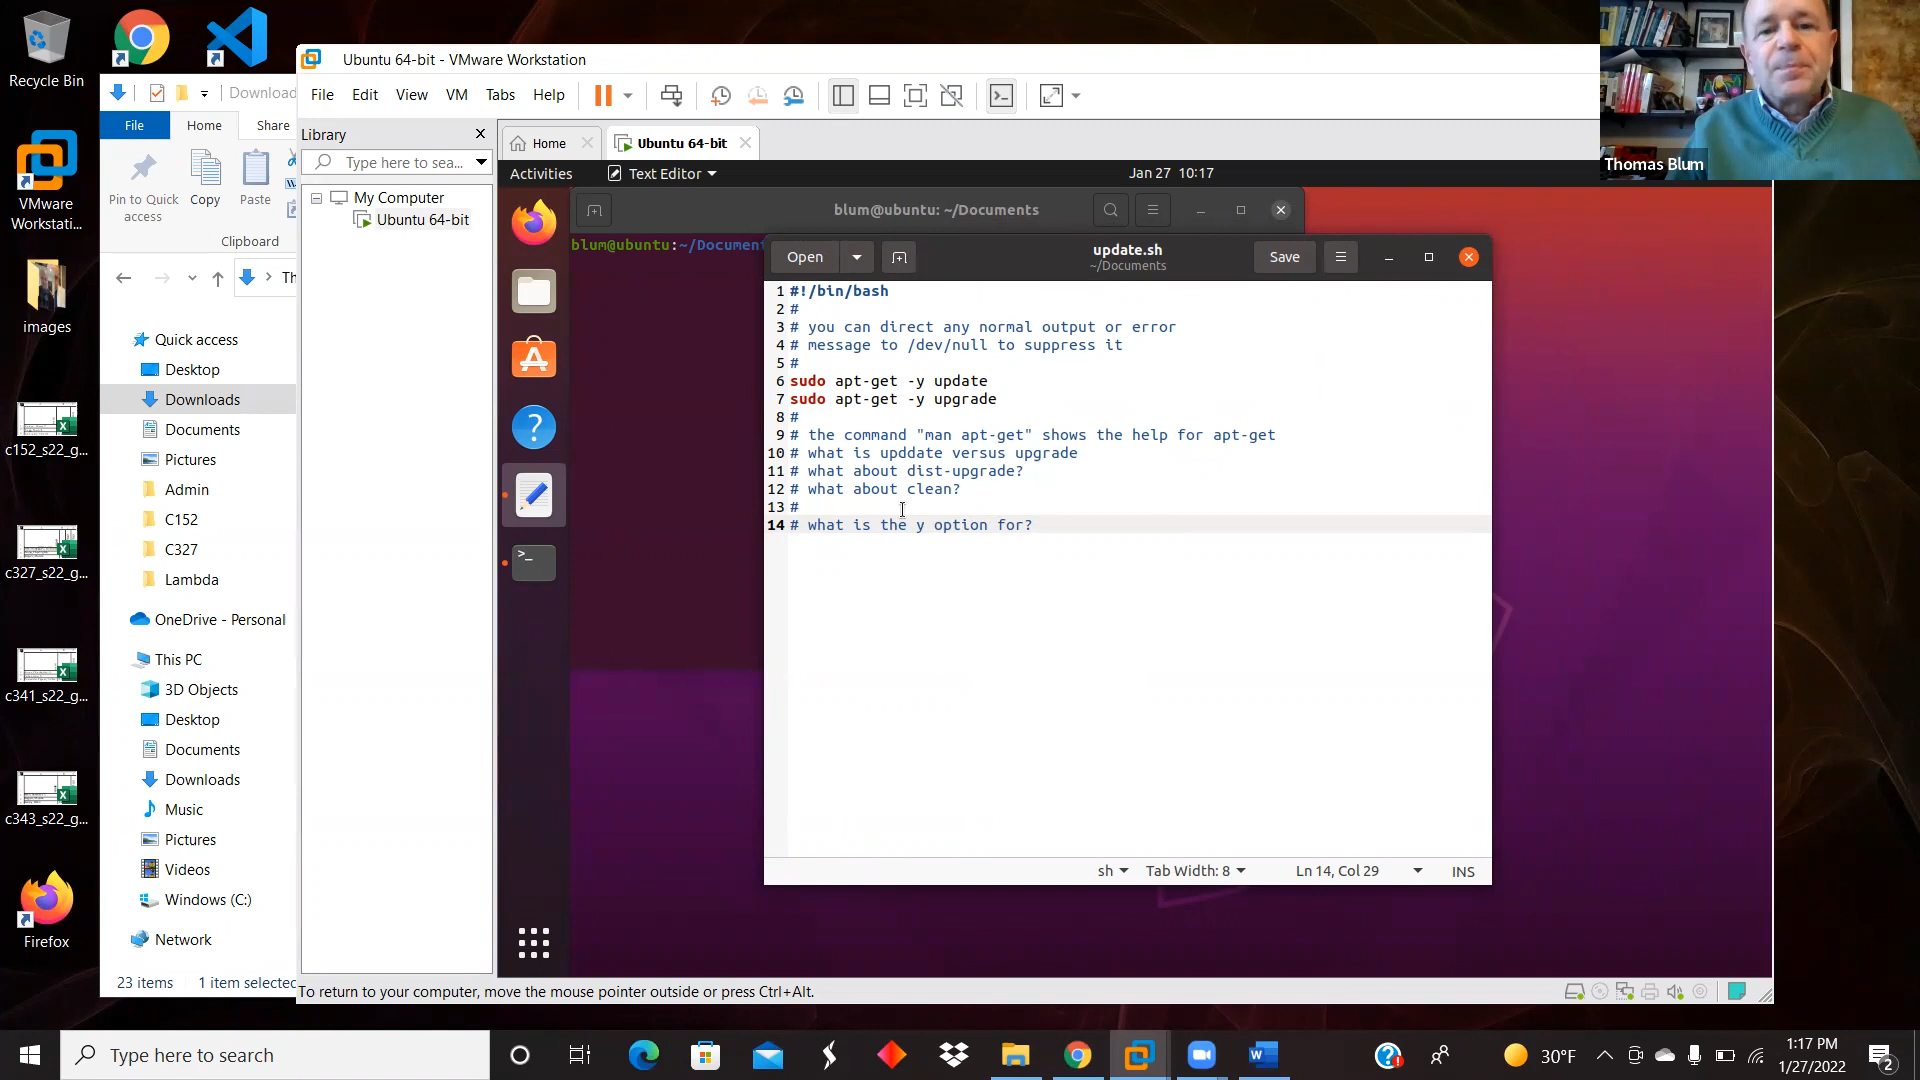 Recycle Bin
VMware
Workstati...
images
c152_s22_g...
c327_s22_g...
c341_s22_g...
c343_s22_g...
Firefox
Download
File
Home
Share
Pin to Quick
access
Copy
Paste
Clipboard
Th
Quick access
Desktop
Downloads
Documents
Pictures
Admin
C152
C327
Lambda
OneDrive - Personal
This PC
3D Objects
Desktop
Documents
Downloads
Music
Pictures
Videos
Windows (C:)
Network
23 items
1 item selected
Ubuntu 64-bit - VMware Workstation
File
Edit
View
VM
Tabs
Help
Library
Type here to sea...
My Computer
Ubuntu 64-bit
Home
Ubuntu 64-bit
Activities
Text Editor
Jan 27 10:17
blum@ubuntu: ~/Documents
blum@ubuntu:~/Document
Open
update.sh
~/Documents
Save
1 #!/bin/bash
2 #
3 # you can direct any normal output or error
4 # message to /dev/null to suppress it
5 #
6 sudo apt-get -y update
7 sudo apt-get -y upgrade
8 #
9 # the command "man apt-get" shows the help for apt-get
10 # what is upddate versus upgrade
11 # what about dist-upgrade?
12 # what about clean?
13 #
14 # what is the y option for?
sh
Tab Width: 8
Ln 14, Col 29
INS
To return to your computer, move the mouse pointer outside or press Ctrl+Alt.
Thomas Blum
Type here to search
30°F
1:17 PM
1/27/2022
2